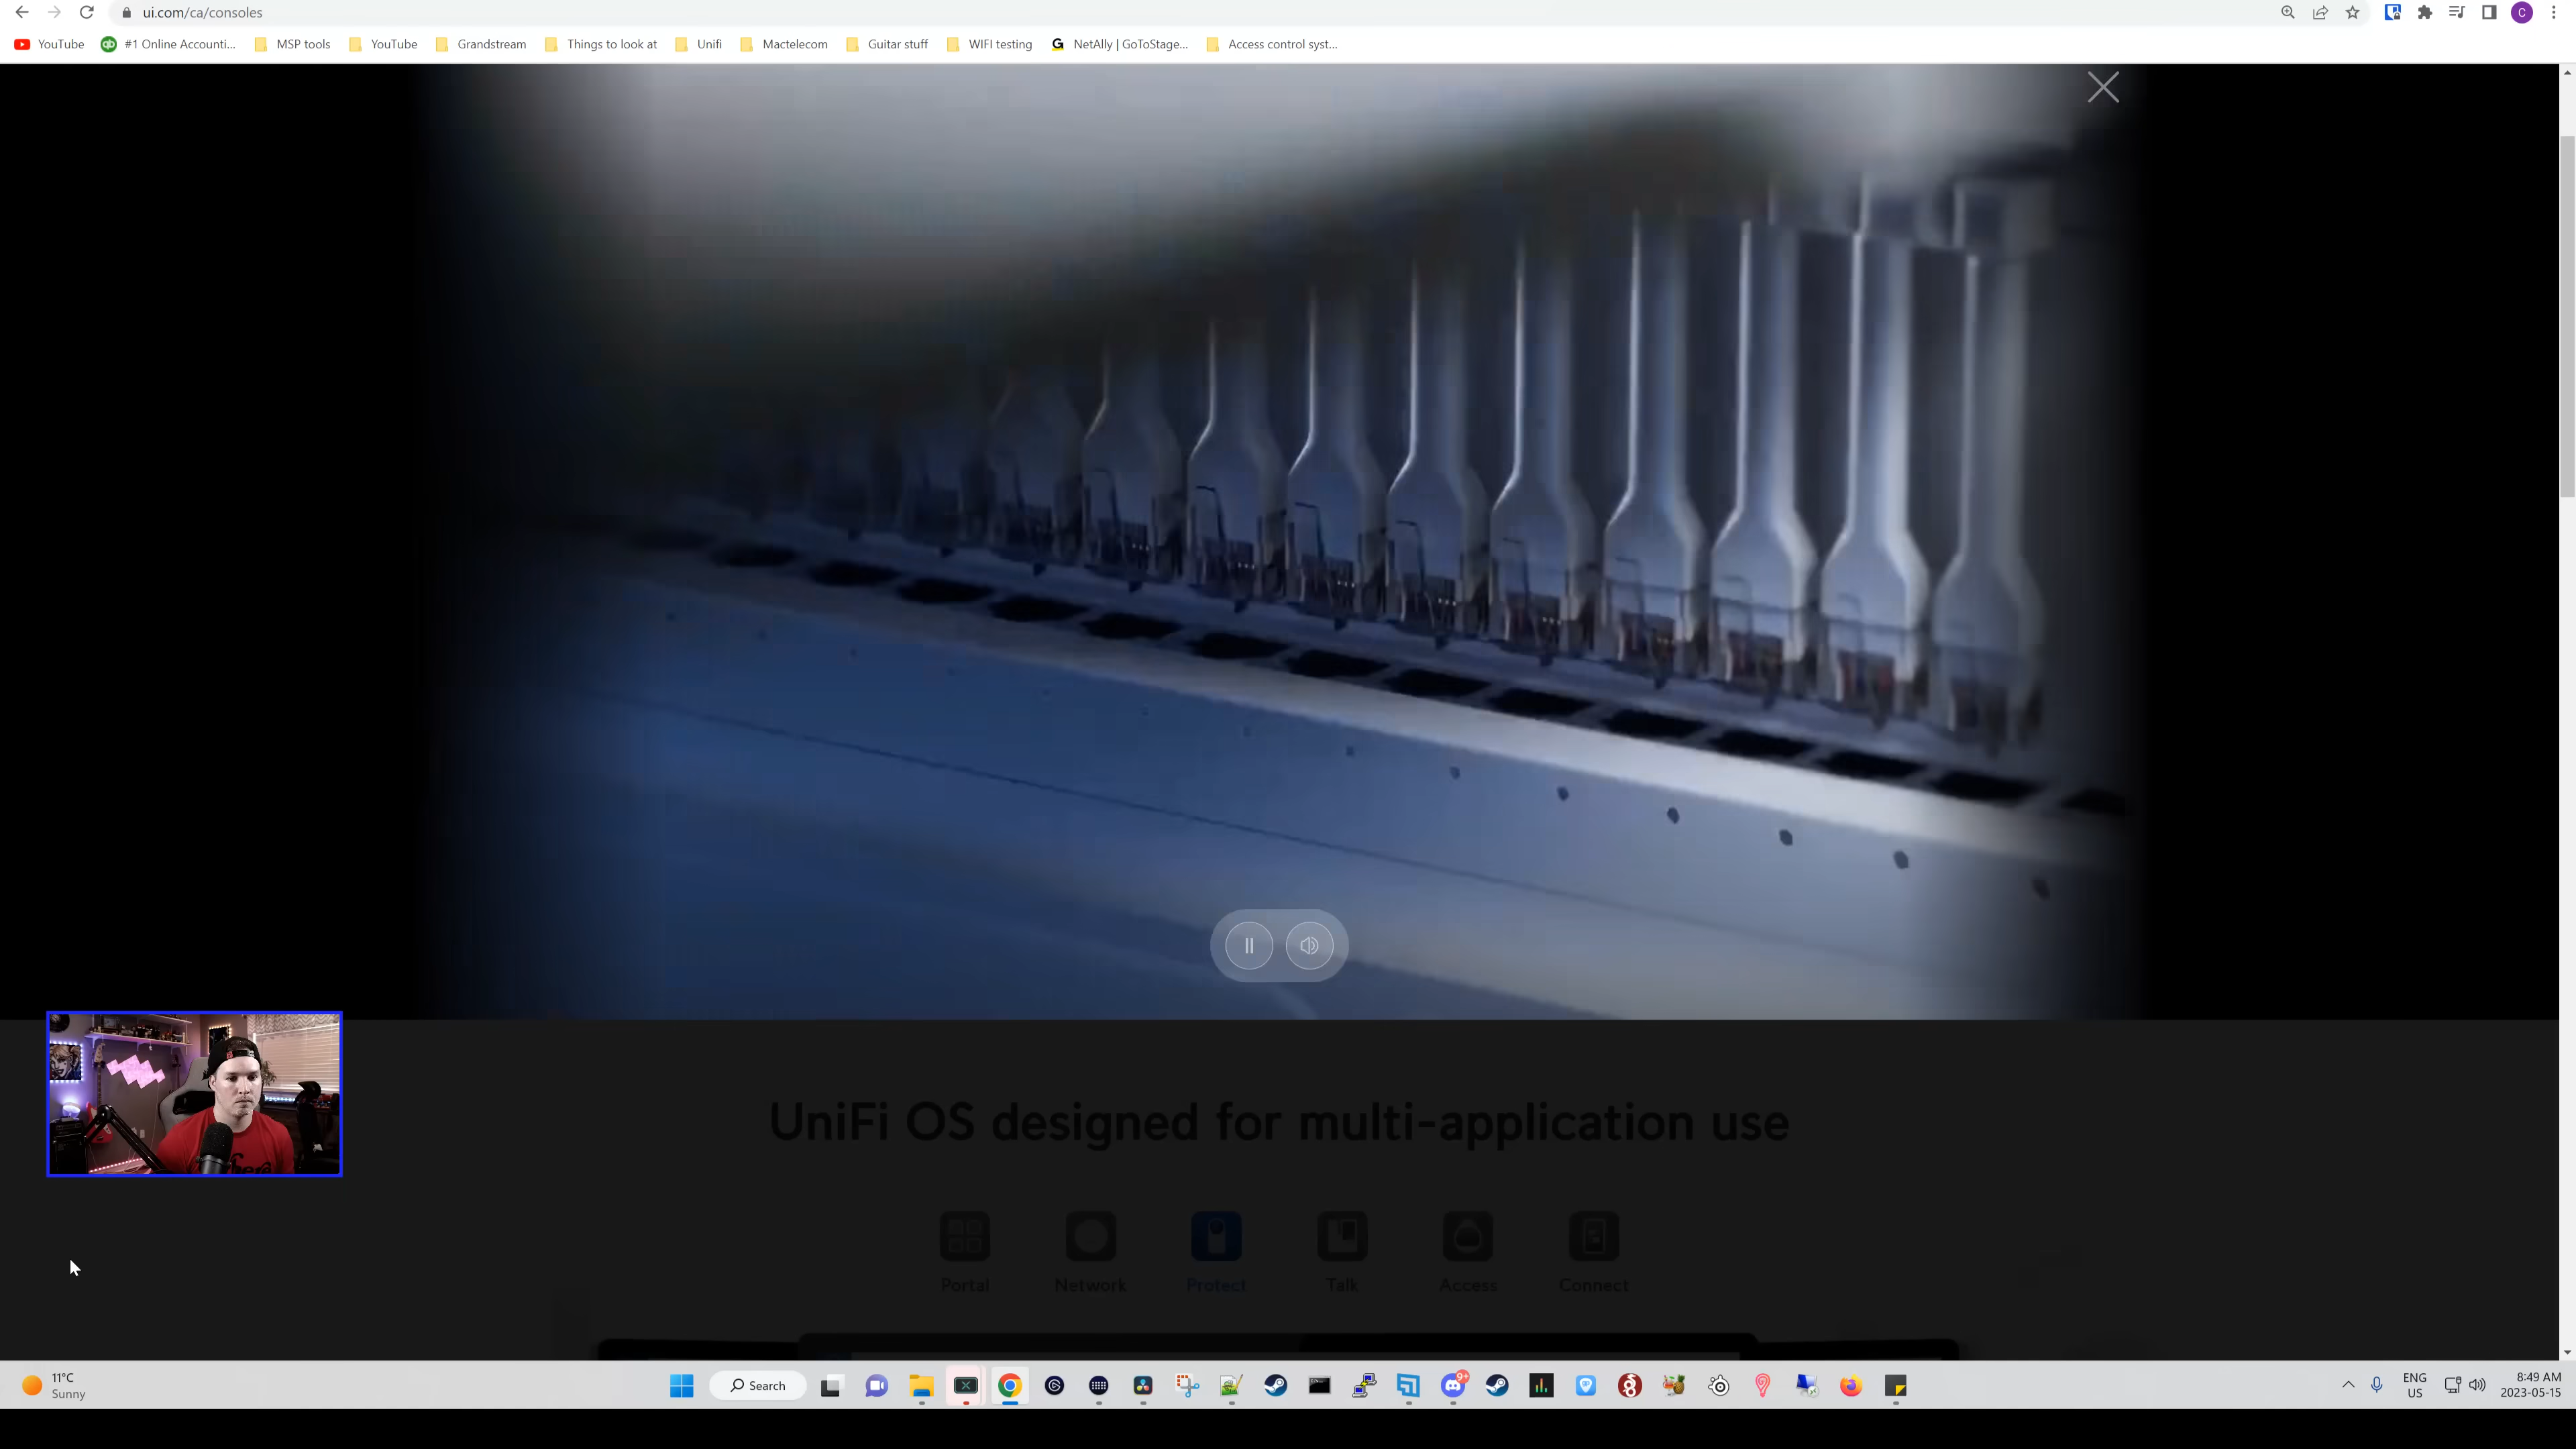 ui.com/ca/consoles
YouTube #1 Online Accounti... MSP tools YouTube Grandstream Things to look at Unifi Mactelecom Guitar stuff WIFI testing NetAlly | GoToStage... Access control syst...
UniFi OS designed for multi-application use
Portal Network Protect Talk Access Connect
11°C
Sunny
Search
9+
ENG
US
8:49 AM
2023-05-15